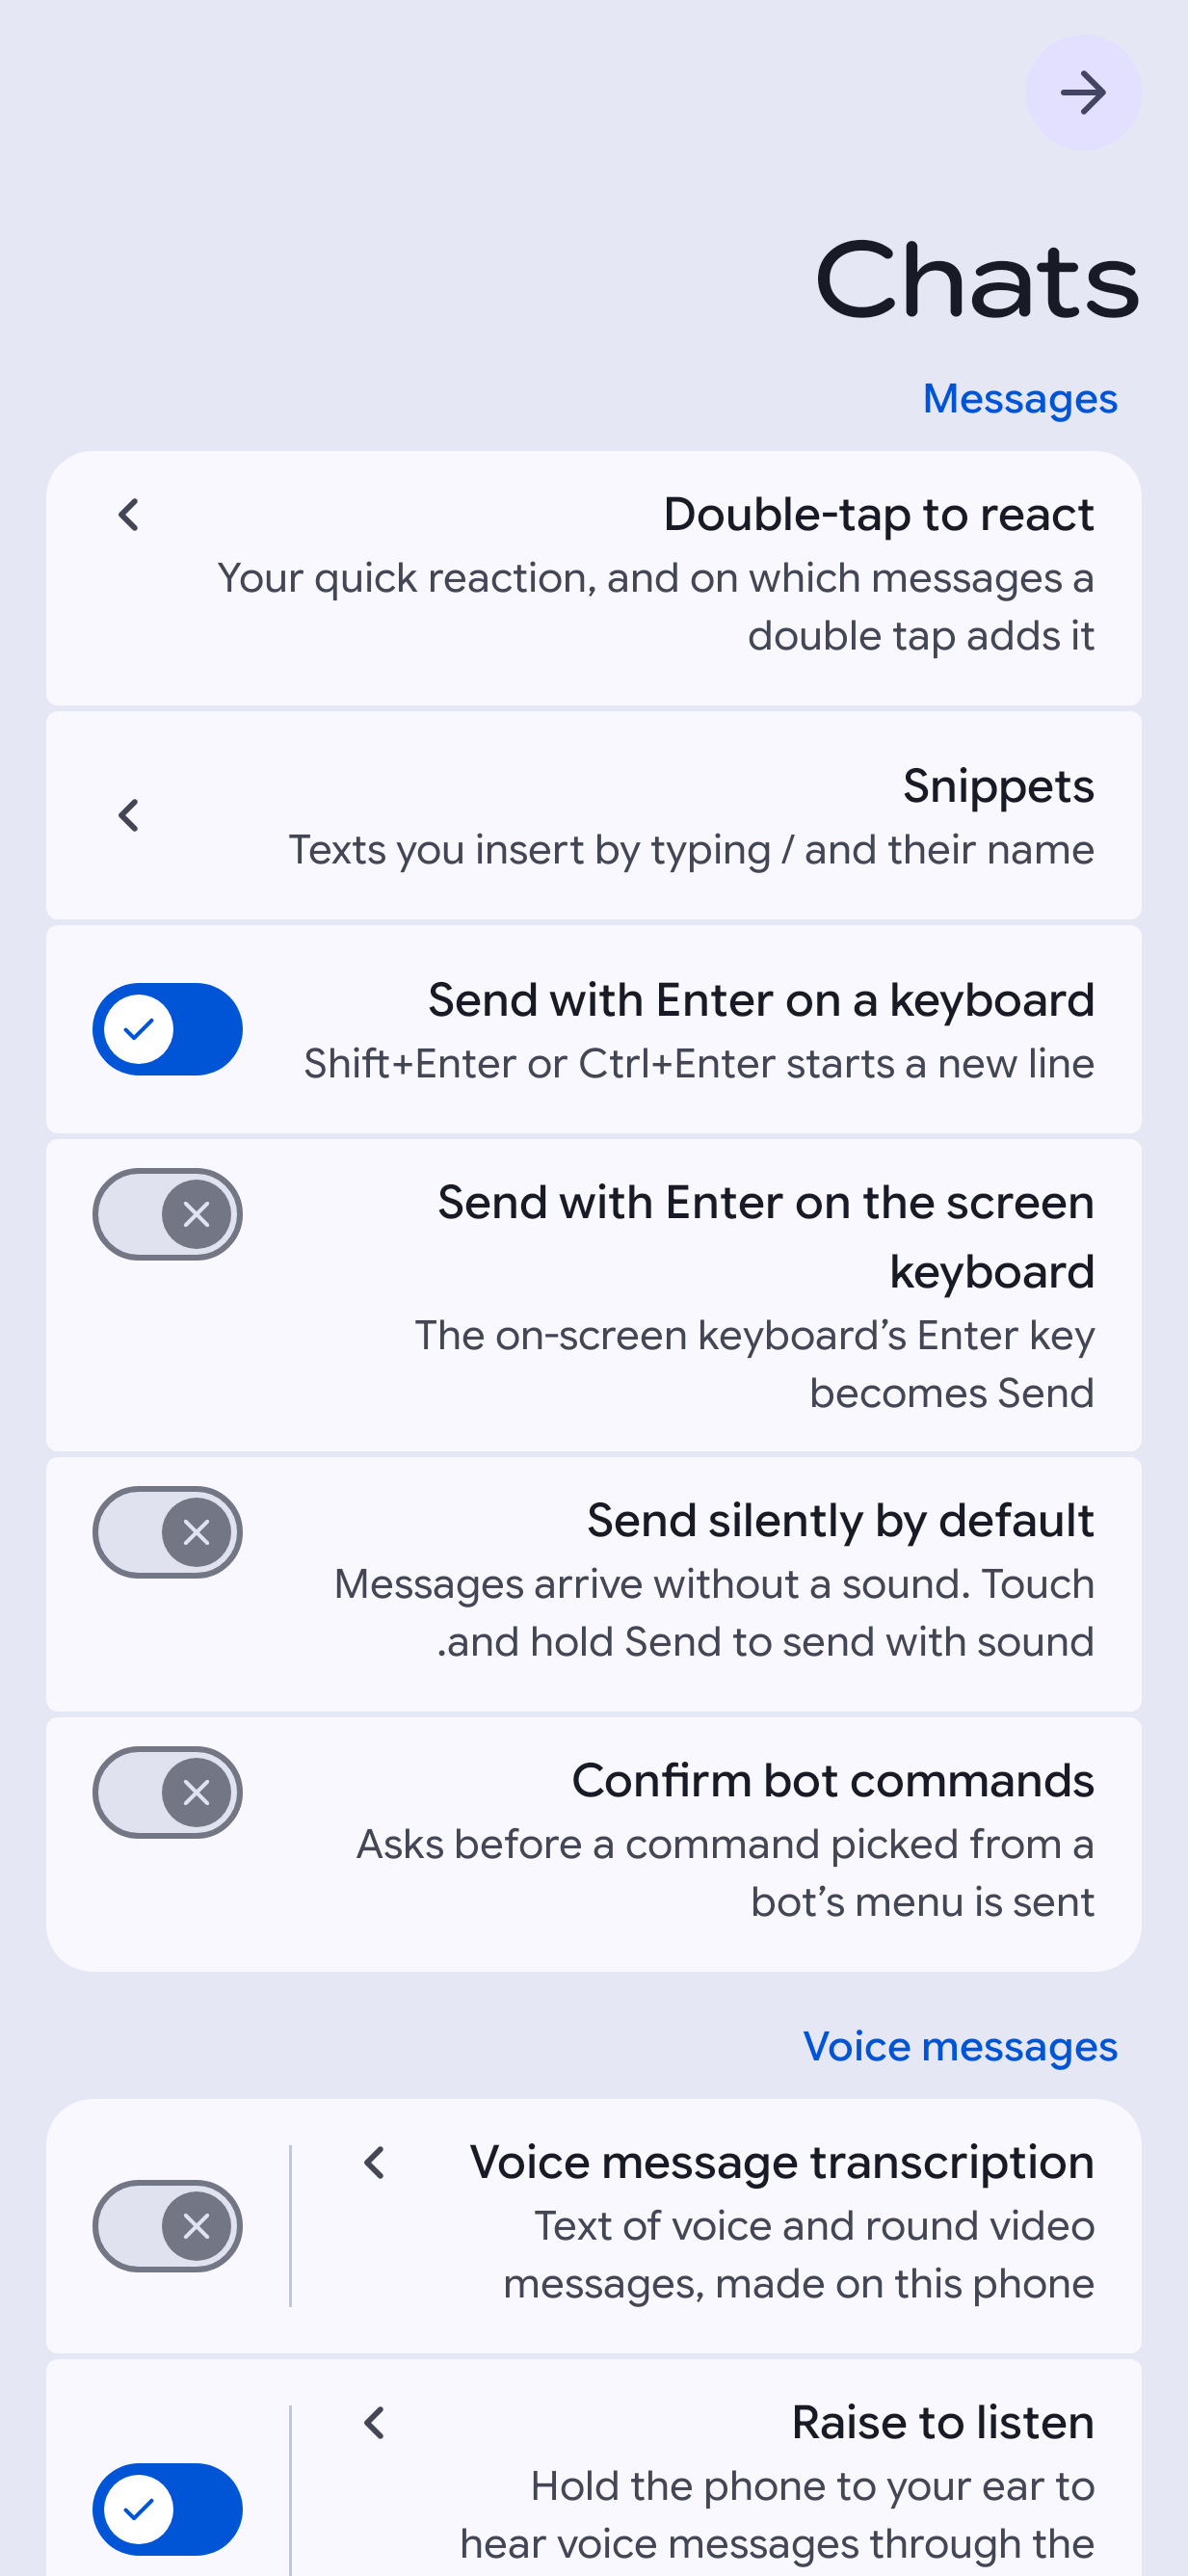 Chats
Messages
Double-tap to react
Your quick reaction, and on which messages a
double tap adds it
Snippets
Texts you insert by typing / and their name
Send with Enter on a keyboard
Shift+Enter or Ctrl+Enter starts a new line
Send with Enter on the screen
keyboard
The on-screen keyboard’s Enter key
becomes Send
Send silently by default
Messages arrive without a sound. Touch
.and hold Send to send with sound
Confirm bot commands
Asks before a command picked from a
bot’s menu is sent
Voice messages
Voice message transcription
Text of voice and round video
messages, made on this phone
Raise to listen
Hold the phone to your ear to
hear voice messages through the